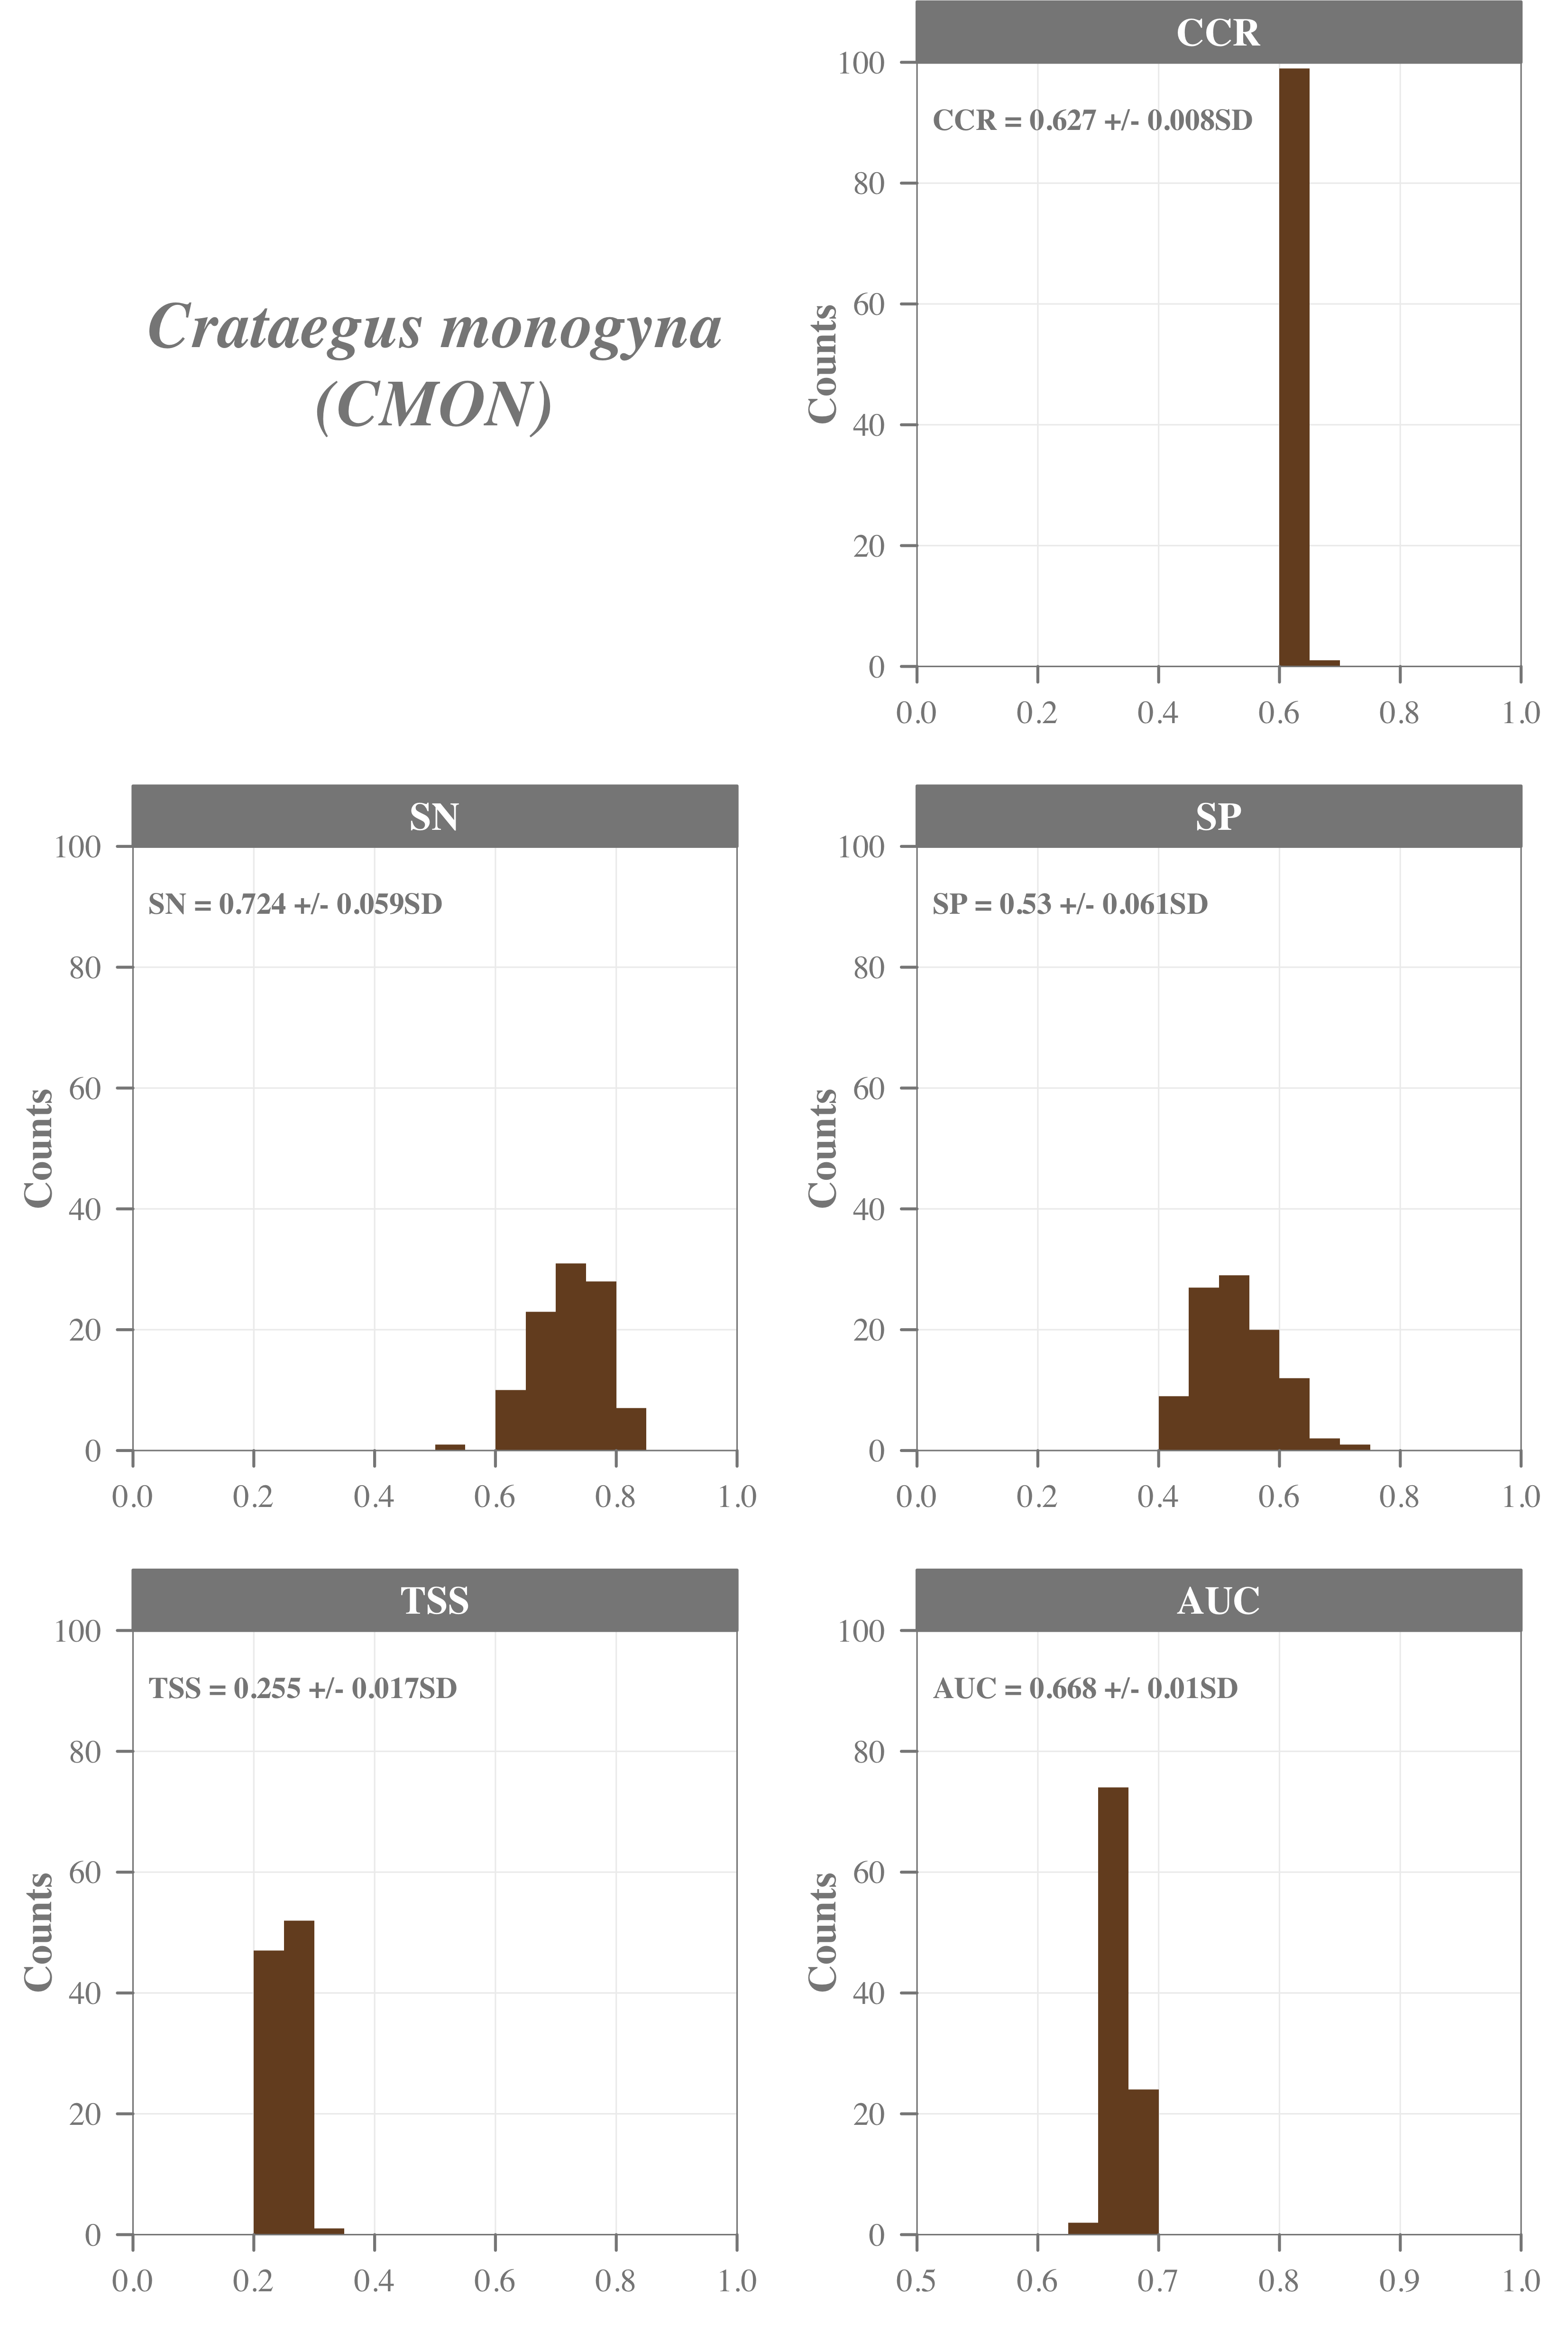 CCR
100
CCR = 0.627 +/- 0.008SD
80
60
Counts
40
20
0
0.0 0.2 0.4 0.6 0.8 1.0
Crataegus monogyna
(CMON)
SN
100
SN = 0.724 +/- 0.059SD
80
60
Counts
40
20
0
0.0 0.2 0.4 0.6 0.8 1.0
SP
100
SP = 0.53 +/- 0.061SD
80
60
Counts
40
20
0
0.0 0.2 0.4 0.6 0.8 1.0
TSS
100
TSS = 0.255 +/- 0.017SD
80
60
Counts
40
20
0
0.0 0.2 0.4 0.6 0.8 1.0
AUC
100
AUC = 0.668 +/- 0.01SD
80
60
Counts
40
20
0
0.5 0.6 0.7 0.8 0.9 1.0